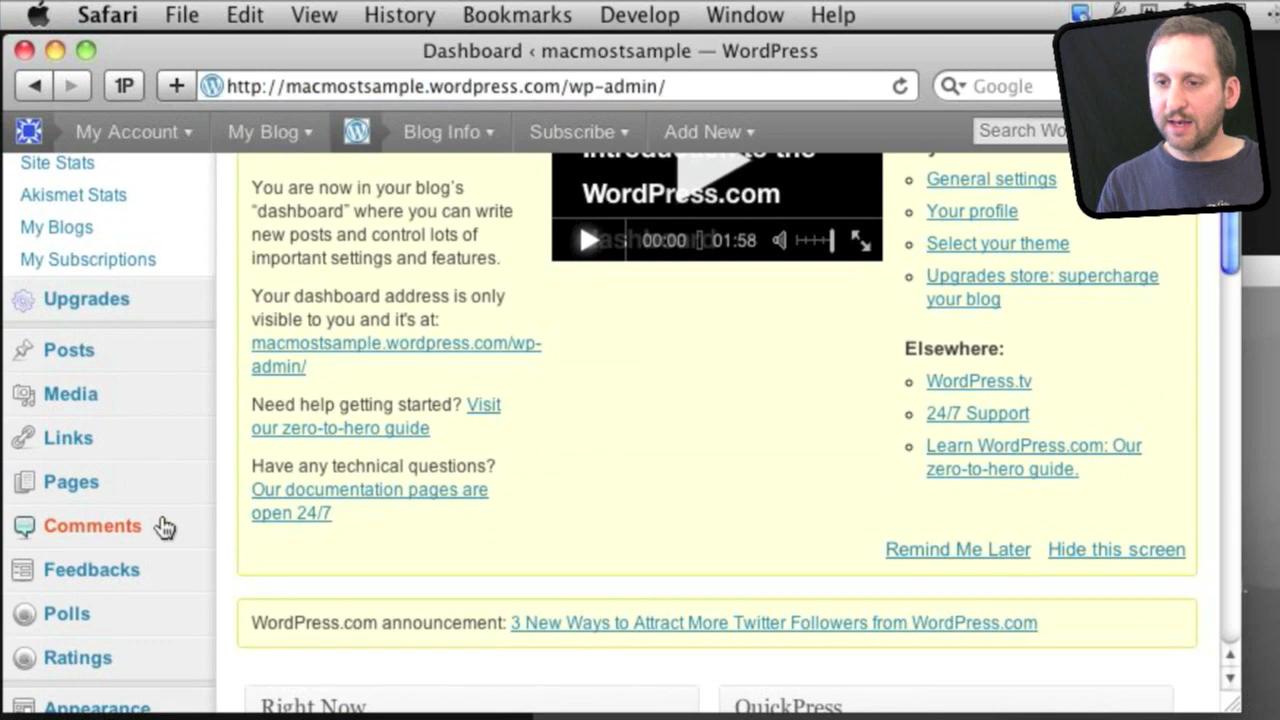 Safari File Edit View History Bookmarks Develop Window Help
Dashboard ‹ macmostsample — WordPress
1P + http://macmostsample.wordpress.com/wp-admin/ Google
My Account My Blog Blog Info Subscribe Add New Search Wo
Site Stats
Akismet Stats
My Blogs
My Subscriptions
Upgrades
Posts
Media
Links
Pages
Comments
Feedbacks
Polls
Ratings
Appearance
You are now in your blog's
"dashboard" where you can write
new posts and control lots of
important settings and features.
Your dashboard address is only
visible to you and it's at:
macmostsample.wordpress.com/wp-
admin/
Need help getting started? Visit
our zero-to-hero guide
Have any technical questions?
Our documentation pages are
open 24/7
Introduction to the
WordPress.com
00:00 01:58
General settings
Your profile
Select your theme
Upgrades store: supercharge
your blog
Elsewhere:
WordPress.tv
24/7 Support
Learn WordPress.com: Our
zero-to-hero guide.
Remind Me Later Hide this screen
WordPress.com announcement: 3 New Ways to Attract More Twitter Followers from WordPress.com
Right Now
QuickPress